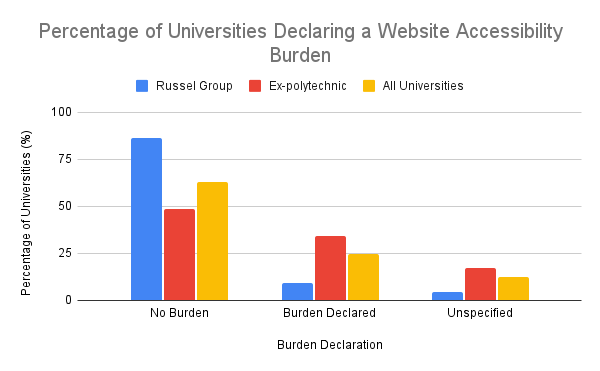 Percentage of Universities Declaring a Website Accessibility
Burden
Russel Group Ex-polytechnic All Universities
Percentage of Universities (%)
100
75
50
25
0
No Burden Burden Declared Unspecified
Burden Declaration